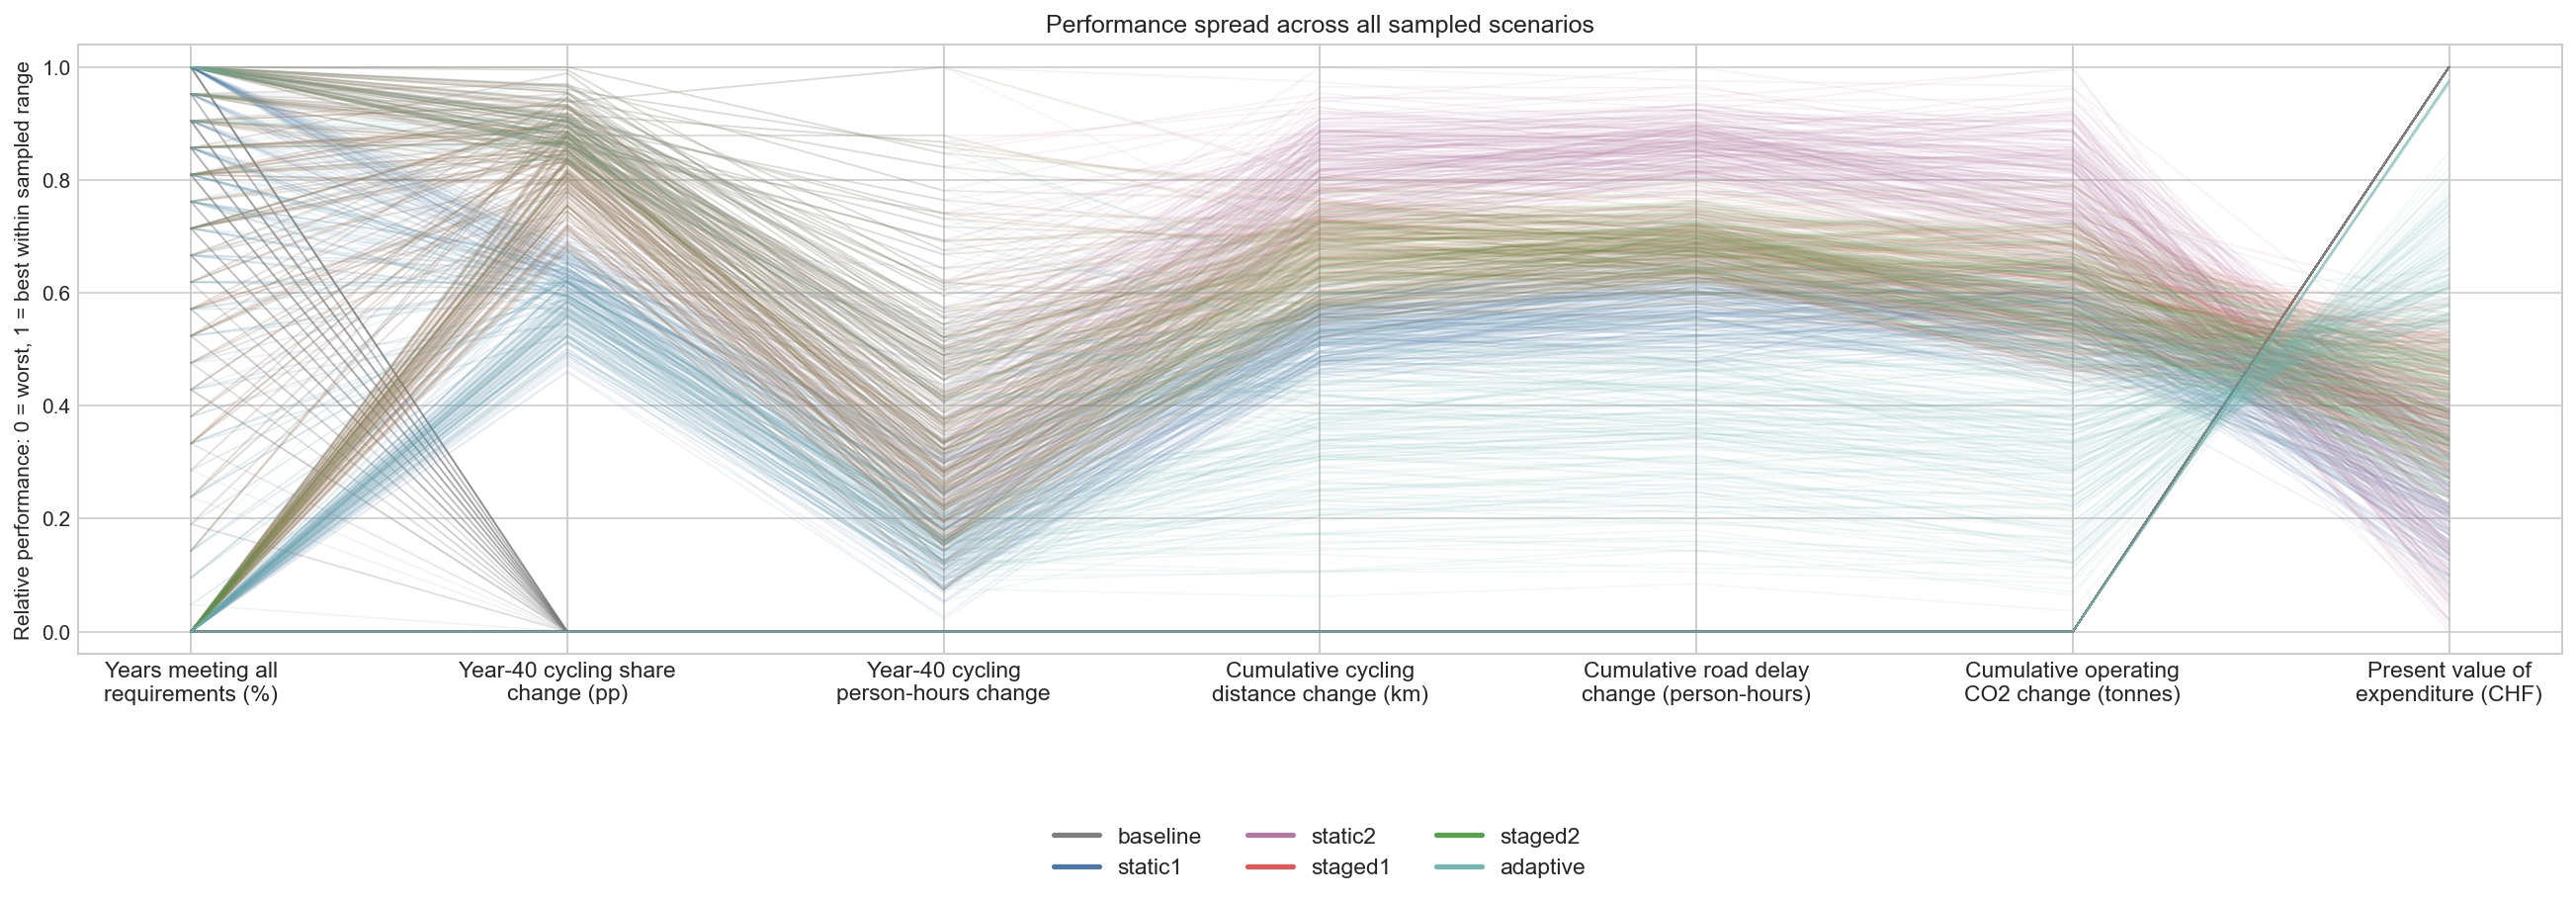 Performance spread across all sampled scenarios
Relative performance: 0 = worst, 1 = best within sampled range
1.0
0.8
0.6
0.4
0.2
0.0
Years meeting all
requirements (%)
Year-40 cycling share
change (pp)
Year-40 cycling
person-hours change
Cumulative cycling
distance change (km)
Cumulative road delay
change (person-hours)
Cumulative operating
CO2 change (tonnes)
Present value of
expenditure (CHF)
baseline
static1
static2
staged1
staged2
adaptive